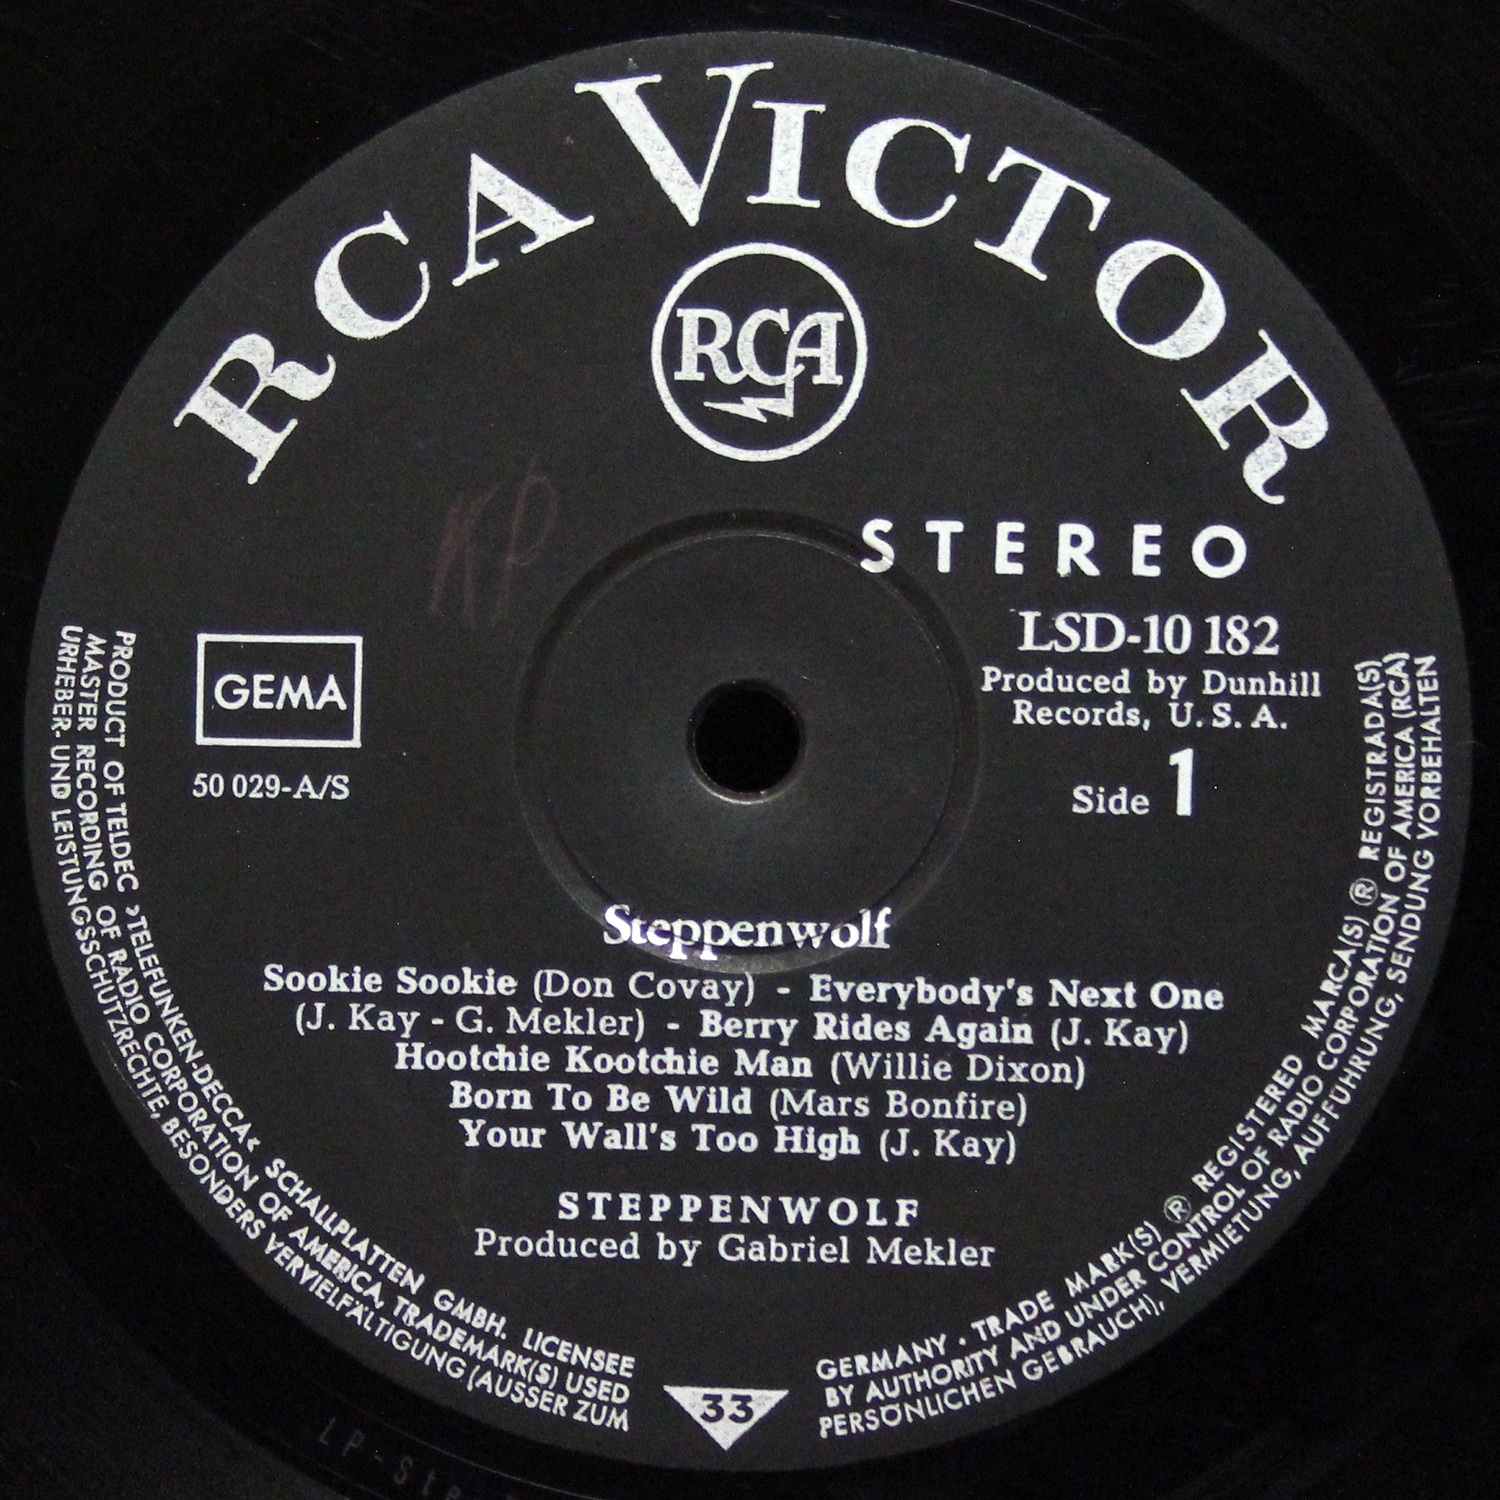 RCA VICTOR
RCA
KP
STEREO
LSD-10 182
Produced by Dunhill
Records, U. S. A.
GEMA
50 029-A/S
Side 1
Steppenwolf
Sookie Sookie (Don Covay) - Everybody's Next One
(J. Kay - G. Mekler) - Berry Rides Again (J. Kay)
Hootchie Kootchie Man (Willie Dixon)
Born To Be Wild (Mars Bonfire)
Your Wall's Too High (J. Kay)
STEPPENWOLF
Produced by Gabriel Mekler
PRODUCT OF TELDEC »TELEFUNKEN-DECCA« SCHALLPLATTEN GMBH. LICENSEE
MASTER RECORDING OF RADIO CORPORATION OF AMERICA, TRADEMARK(S) USED
URHEBER- UND LEISTUNGSSCHUTZRECHTE, BESONDERS VERVIELFÄLTIGUNG (AUSSER ZUM
33
GERMANY · TRADE MARK(S) ® REGISTERED MARCA(S) ® REGISTRADA(S)
BY AUTHORITY AND UNDER CONTROL OF RADIO CORPORATION OF AMERICA (RCA)
PERSÖNLICHEN GEBRAUCH), VERMIETUNG, AUFFÜHRUNG, SENDUNG VORBEHALTEN